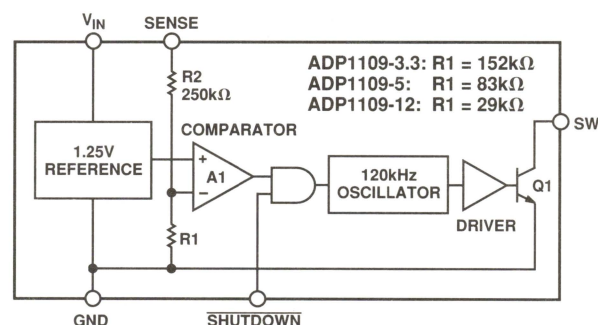 VIN
SENSE
R2
250kΩ
ADP1109-3.3: R1 = 152kΩ
ADP1109-5: R1 = 83kΩ
ADP1109-12: R1 = 29kΩ
COMPARATOR
SW
1.25V
REFERENCE
+
A1
−
120kHz
OSCILLATOR
Q1
DRIVER
R1
GND
SHUTDOWN